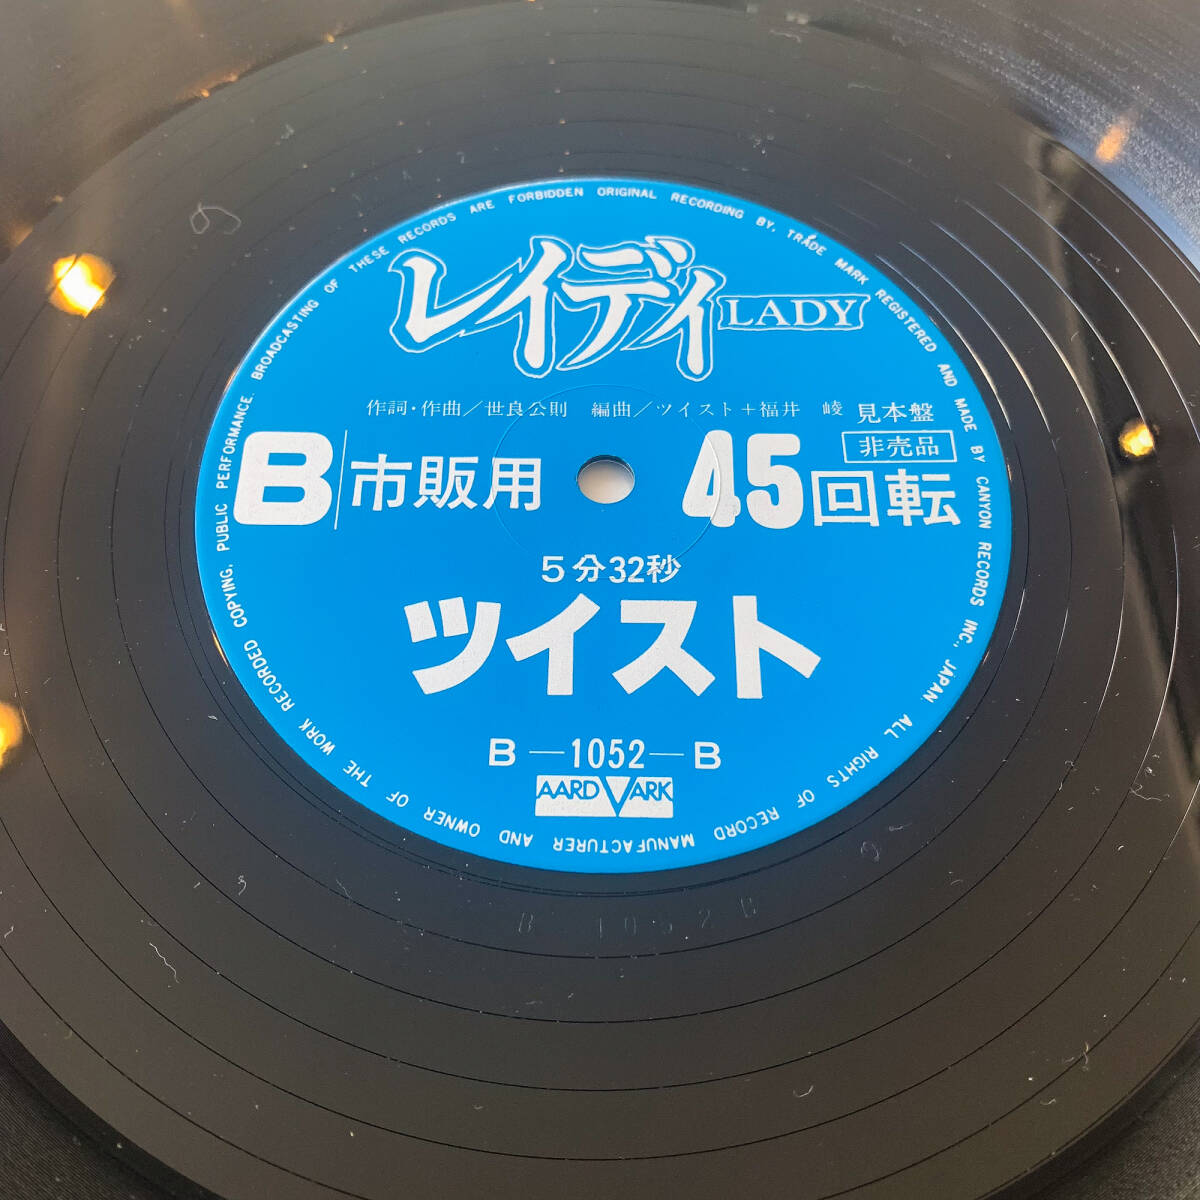 レイディ LADY
作詞・作曲／世良公則 編曲／ツイスト＋福井 崚 見本盤
非売品
B 市販用 45回転
5分32秒
ツイスト
B—1052—B
AARDVARK
MANUFACTURER AND OWNER OF THE WORK RECORDED COPYING, PUBLIC PERFORMANCE, BROADCASTING OF THESE RECORDS ARE FORBIDDEN ORIGINAL RECORDING BY, TRADE MARK REGISTERED AND MADE BY CANYON RECORDS INC., JAPAN, ALL RIGHTS OF RECORD
B 1052 B